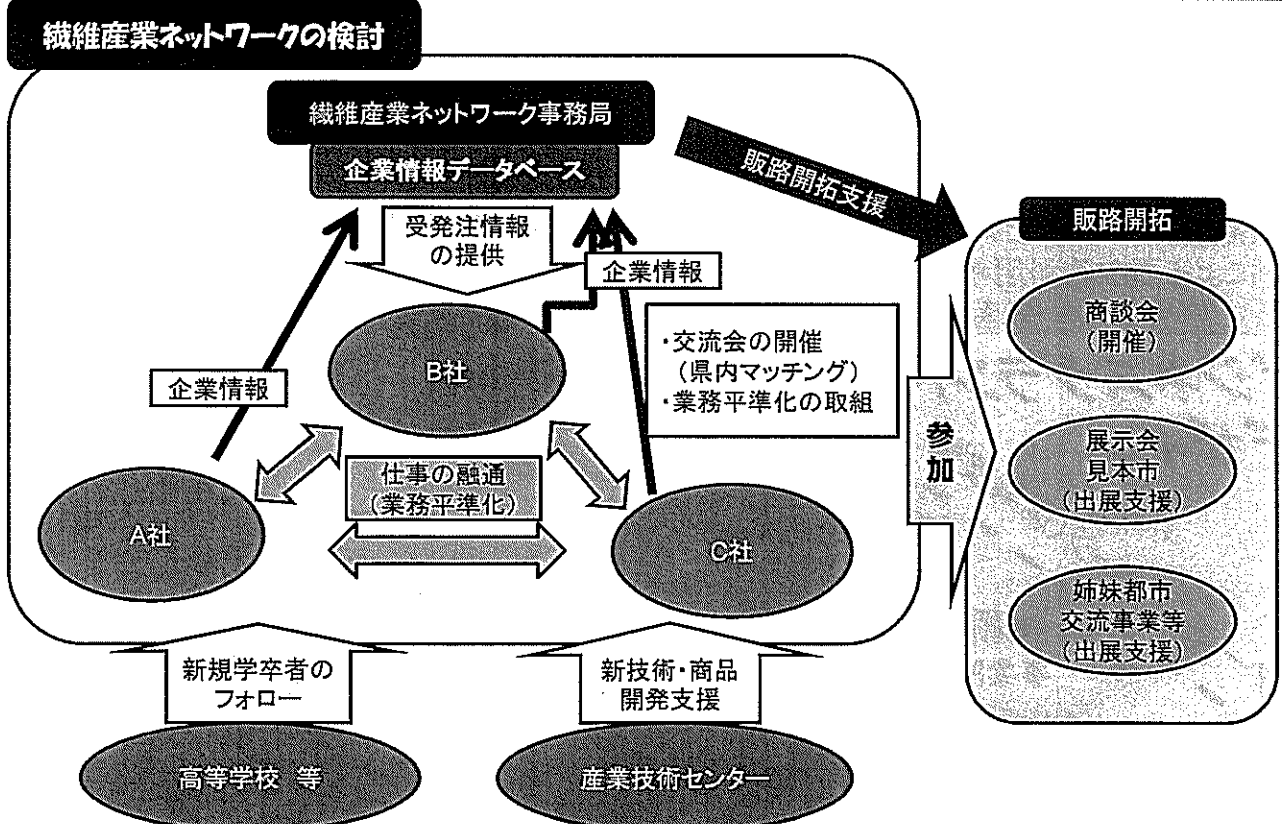 繊維産業ネットワークの検討
繊維産業ネットワーク事務局
企業情報データベース
販路開拓支援
受発注情報
の提供
企業情報
B社
企業情報
・交流会の開催
(県内マッチング)
・業務平準化の取組
仕事の融通
(業務平準化)
A社
C社
参加
販路開拓
商談会
(開催)
展示会
見本市
(出展支援)
姉妹都市
交流事業等
(出展支援)
新規学卒者の
フォロー
新技術・商品
開発支援
高等学校 等
産業技術センター